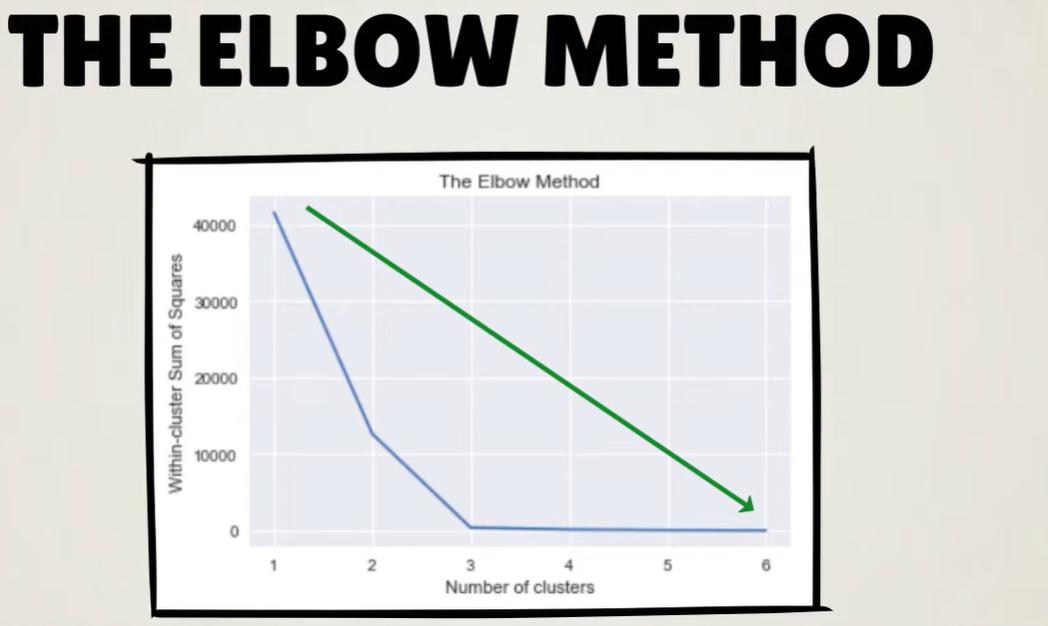 THE ELBOW METHOD
The Elbow Method
Within-cluster Sum of Squares
40000
30000
20000
10000
0
1 2 3 4 5 6
Number of clusters